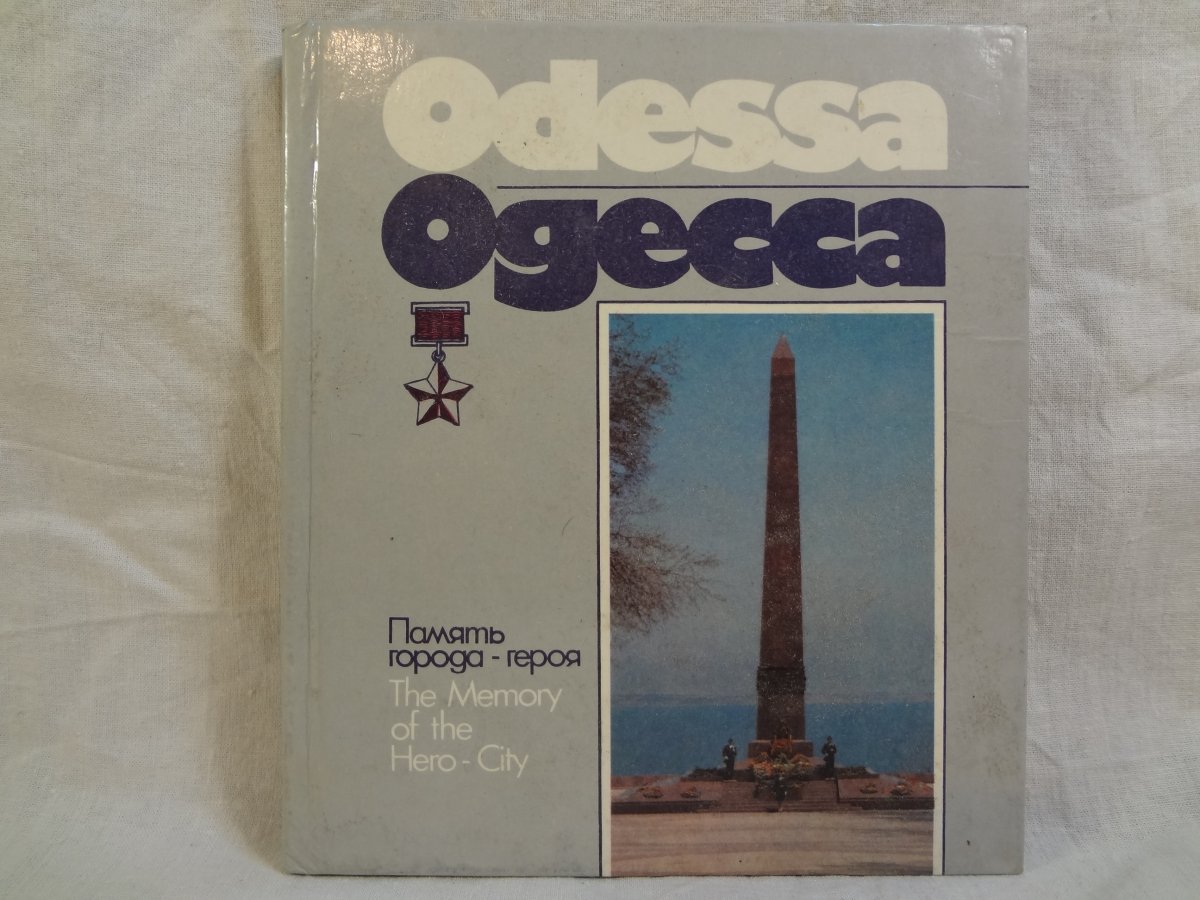 Odessa
Одесса
Память
города - героя
The Memory
of the
Hero - City